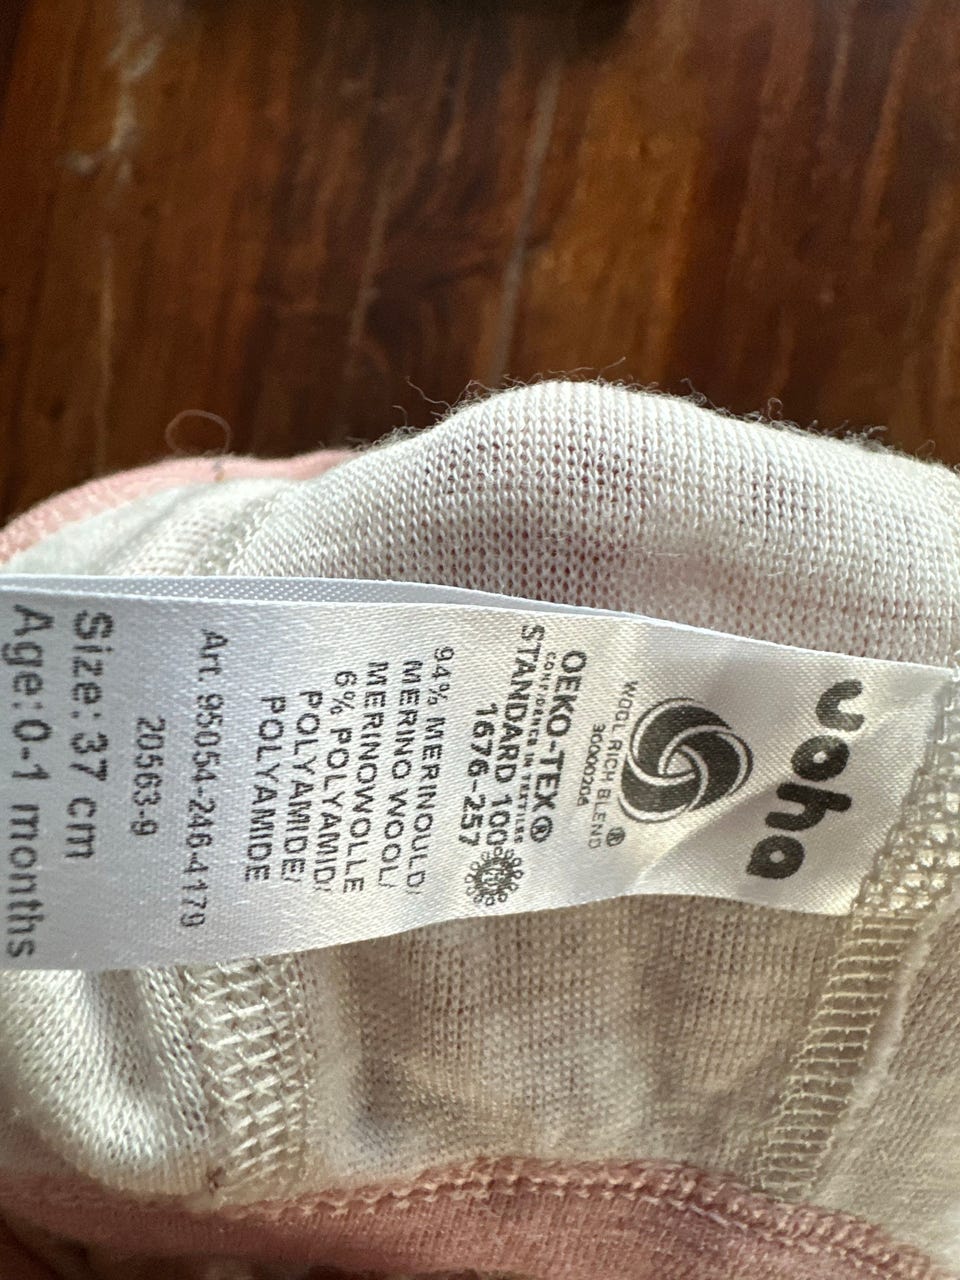 joha
WOOL RICH BLEND
®
OEKO-TEX®
CONFIDENCE IN TEXTILES
STANDARD 100
1676-257
94% MERINOULD/
MERINO WOOL/
MERINOWOLLE
6% POLYAMID/
POLYAMIDE/
POLYAMIDE
Art. 95054-246-4179
20563-9
Size: 37 cm
Age: 0-1 months